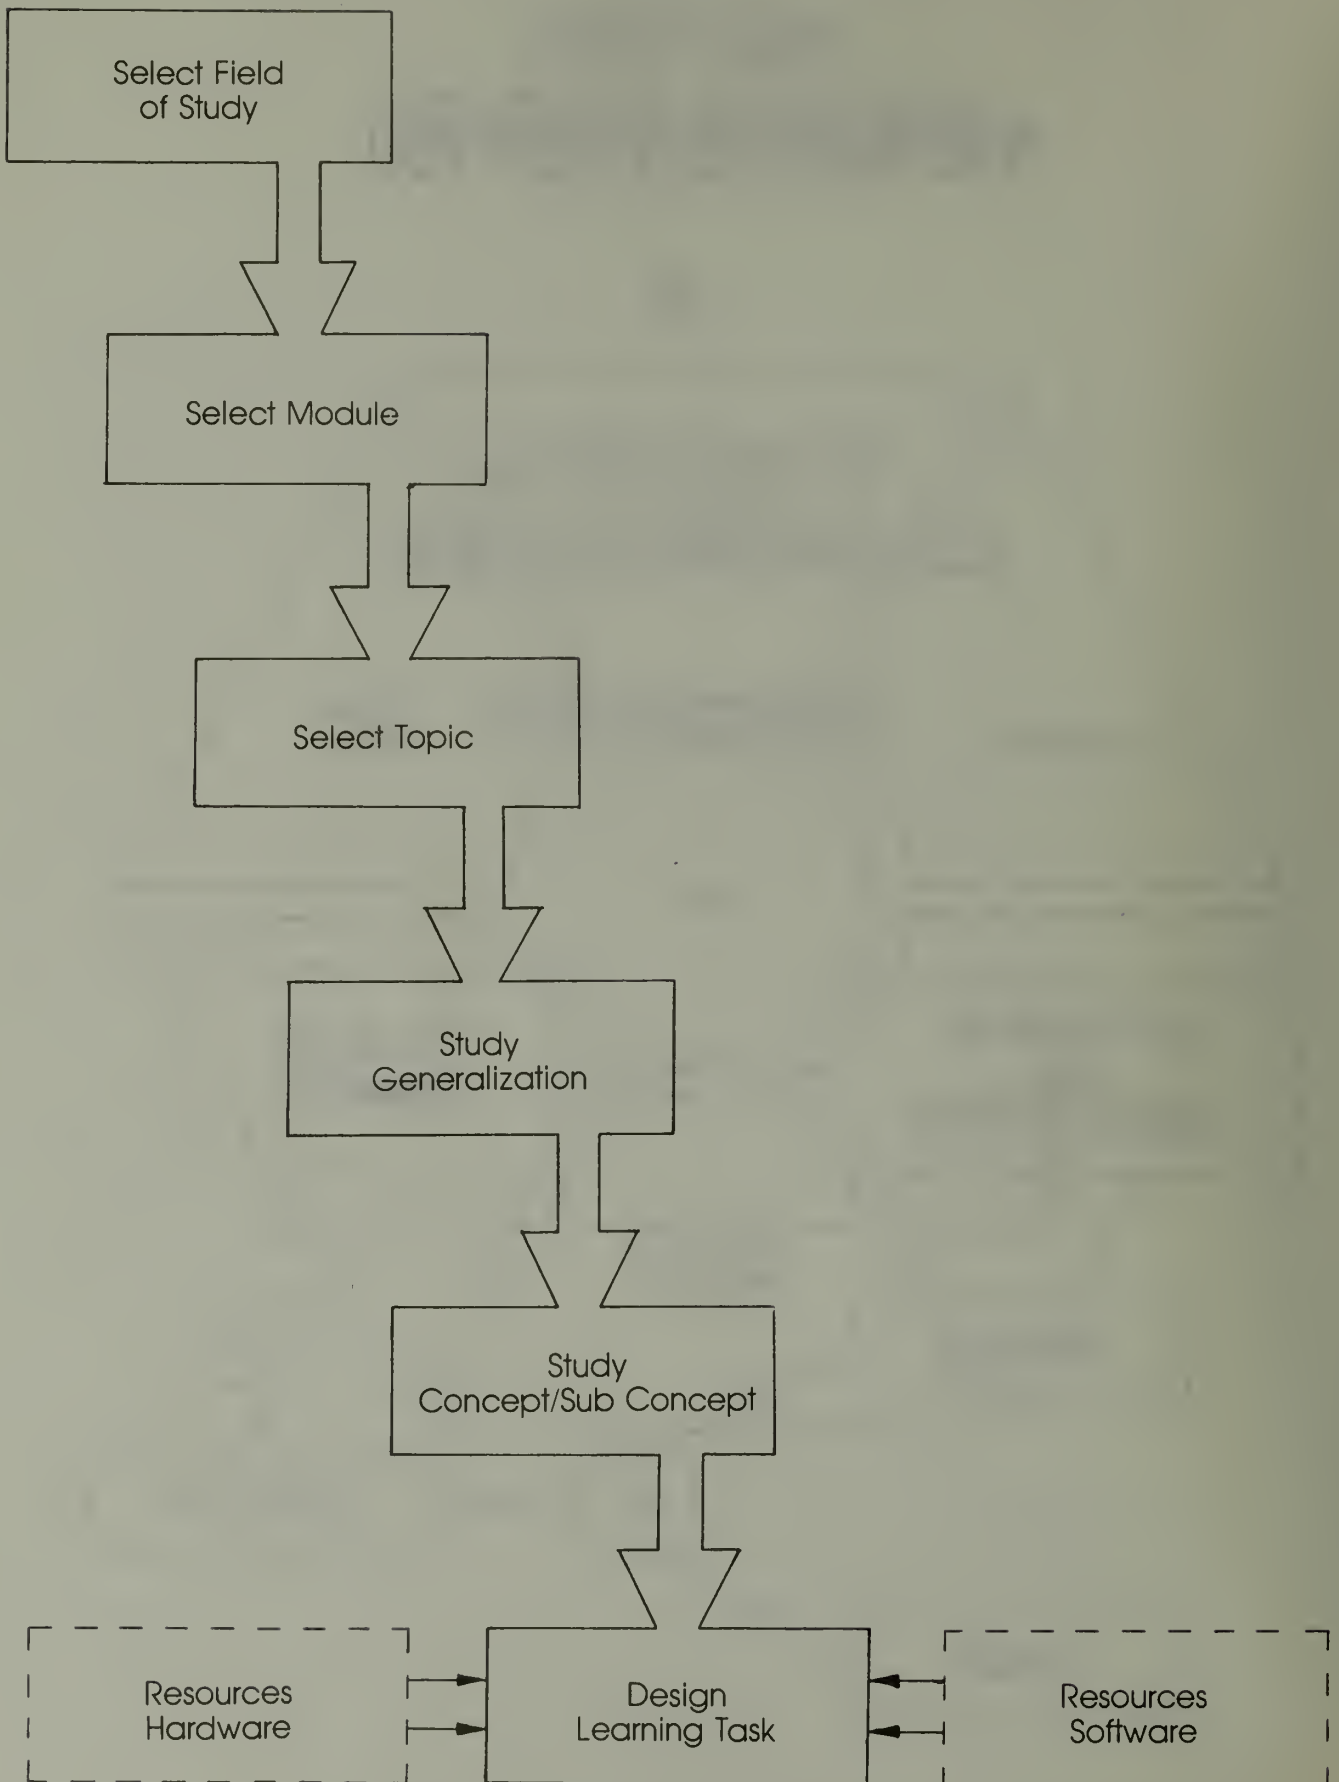 Select Field
of Study
Select Module
Select Topic
Study
Generalization
Study
Concept/Sub Concept
Resources
Hardware
Design
Learning Task
Resources
Software